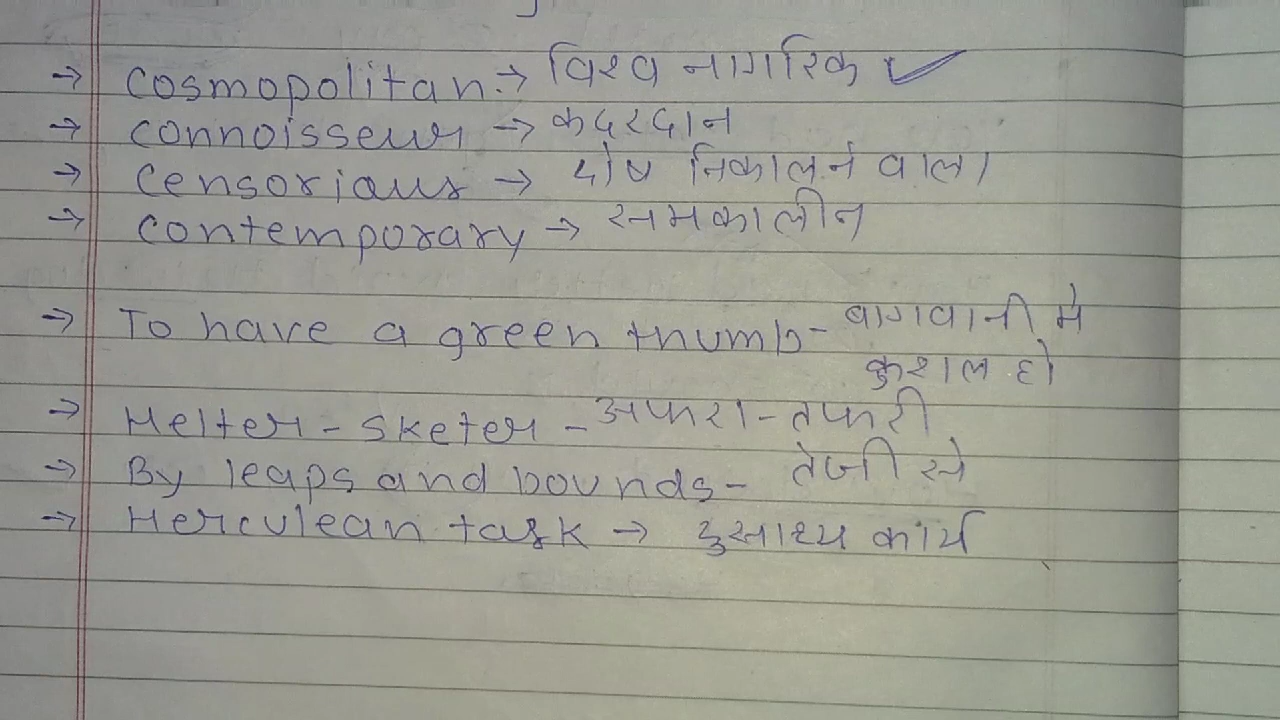 → Cosmopolitan.→ विश्व नागरिक ✓
→ Connoisseur → कदरदान
→ Censorious → दोष निकालने वाला
→ Contemporary → समकालीन
→ To have a green thumb- बागवानी मे
कुशल हो
→ Helter - sketer - अफरा-तफरी
→ By leaps and bounds- तेजी से
→ Herculean task → दुसाध्य कार्य